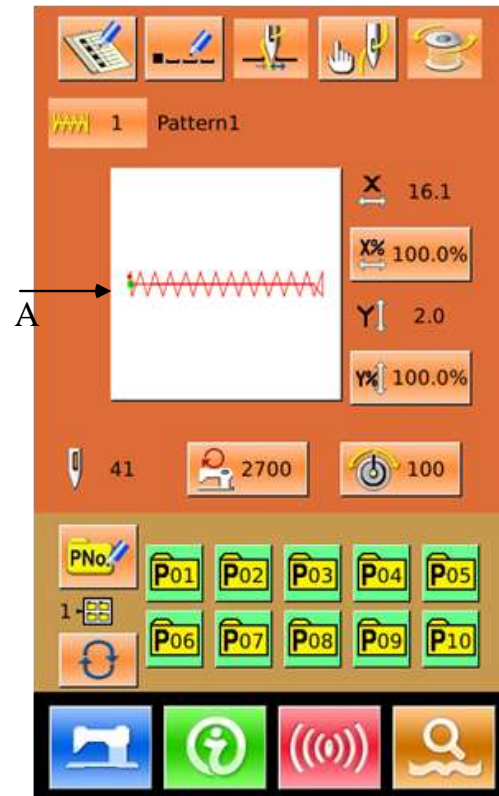 1 Pattern1
X 16.1
X% 100.0%
A
Y 2.0
Y% 100.0%
41 2700 100
PNo.
P01 P02 P03 P04 P05
1
P06 P07 P08 P09 P10